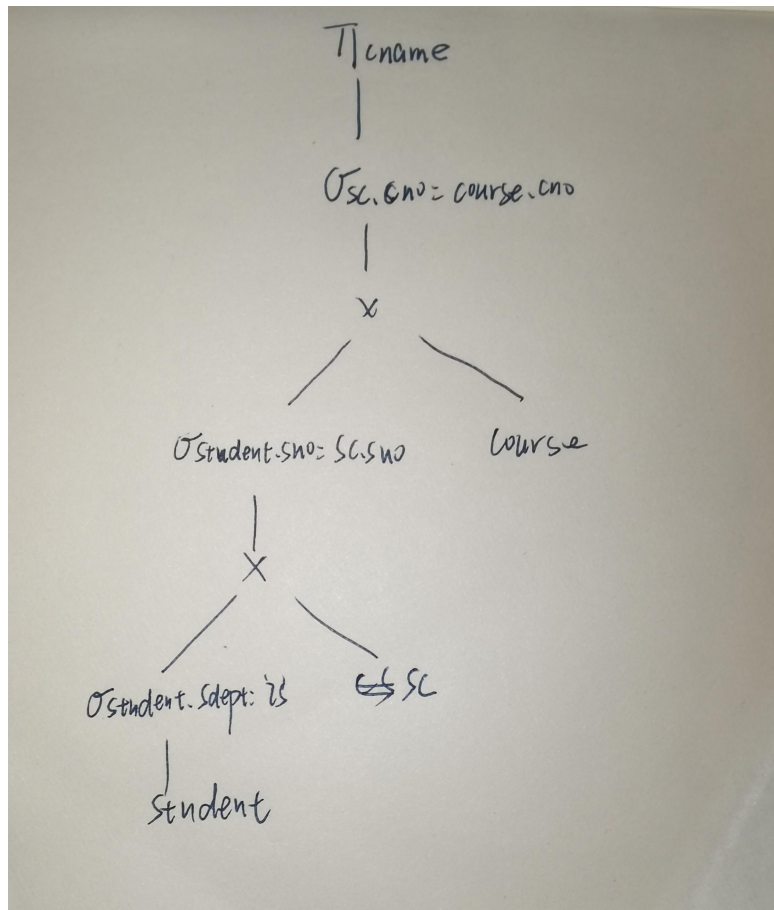 π cname
σ sc.cno = course.cno
×
σ student.sno = sc.sno course
×
σ student.sdept = 'is' SC
student